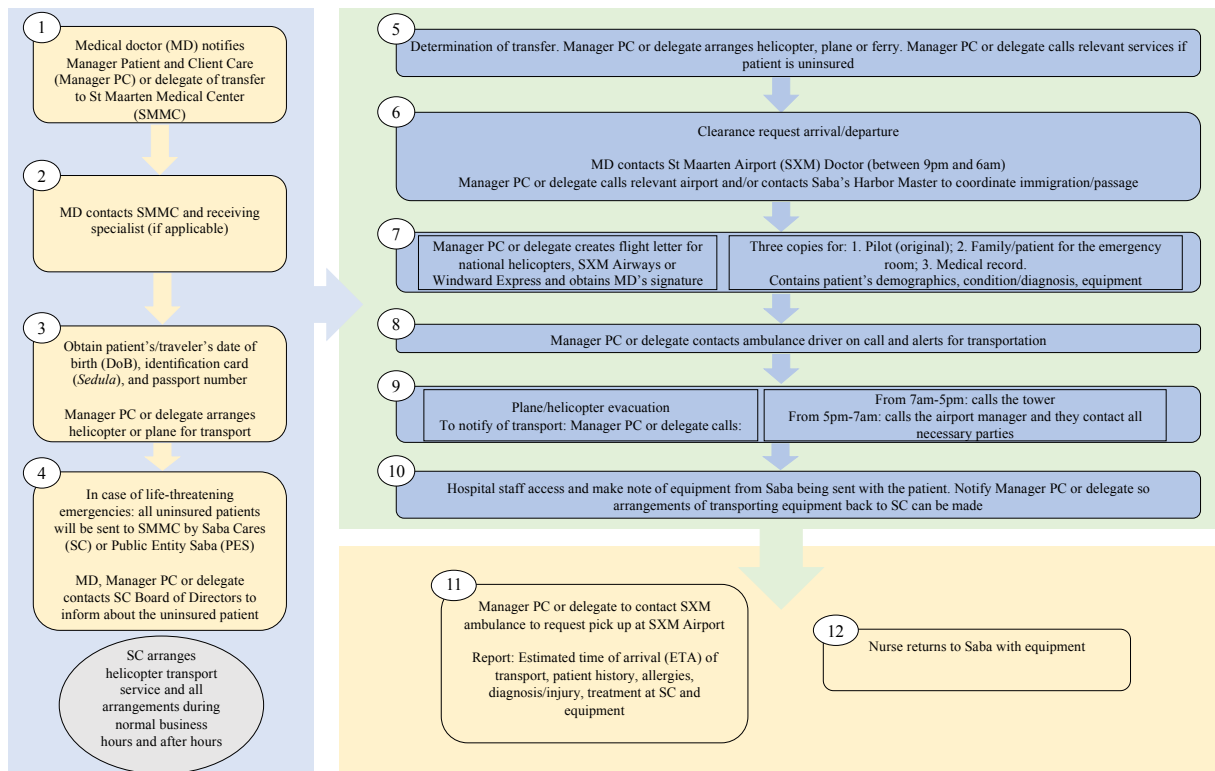 1
Medical doctor (MD) notifies
Manager Patient and Client Care
(Manager PC) or delegate of transfer
to St Maarten Medical Center
(SMMC)
2
MD contacts SMMC and receiving
specialist (if applicable)
3
Obtain patient's/traveler's date of
birth (DoB), identification card
(Sedula), and passport number
Manager PC or delegate arranges
helicopter or plane for transport
4
In case of life-threatening
emergencies: all uninsured patients
will be sent to SMMC by Saba Cares
(SC) or Public Entity Saba (PES)
MD, Manager PC or delegate
contacts SC Board of Directors to
inform about the uninsured patient
SC arranges
helicopter transport
service and all
arrangements during
normal business
hours and after hours
5
Determination of transfer. Manager PC or delegate arranges helicopter, plane or ferry. Manager PC or delegate calls relevant services if
patient is uninsured
6
Clearance request arrival/departure
MD contacts St Maarten Airport (SXM) Doctor (between 9pm and 6am)
Manager PC or delegate calls relevant airport and/or contacts Saba's Harbor Master to coordinate immigration/passage
7
Manager PC or delegate creates flight letter for
national helicopters, SXM Airways or
Windward Express and obtains MD's signature
Three copies for: 1. Pilot (original); 2. Family/patient for the emergency
room; 3. Medical record.
Contains patient's demographics, condition/diagnosis, equipment
8
Manager PC or delegate contacts ambulance driver on call and alerts for transportation
9
Plane/helicopter evacuation
To notify of transport: Manager PC or delegate calls:
From 7am-5pm: calls the tower
From 5pm-7am: calls the airport manager and they contact all
necessary parties
10
Hospital staff access and make note of equipment from Saba being sent with the patient. Notify Manager PC or delegate so
arrangements of transporting equipment back to SC can be made
11
Manager PC or delegate to contact SXM
ambulance to request pick up at SXM Airport
Report: Estimated time of arrival (ETA) of
transport, patient history, allergies,
diagnosis/injury, treatment at SC and
equipment
12
Nurse returns to Saba with equipment